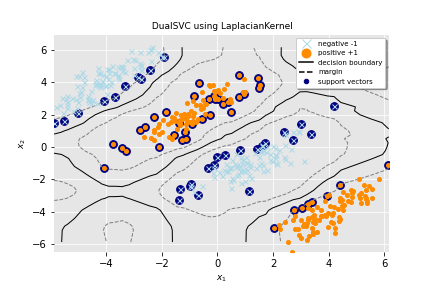 DualSVC using LaplacianKernel
negative -1
positive +1
decision boundary
margin
support vectors
6
4
2
0
−2
−4
−6
x₂
−4
−2
0
2
4
6
x₁